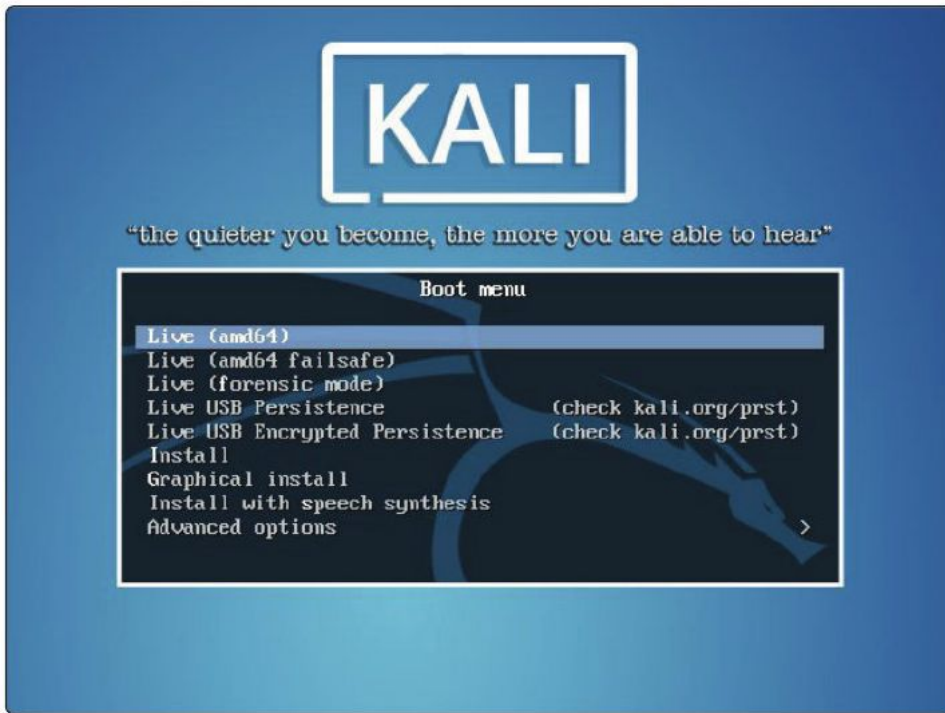 KALI
“the quieter you become, the more you are able to hear”
Boot menu
Live (amd64)
Live (amd64 failsafe)
Live (forensic mode)
Live USB Persistence (check kali.org/prst)
Live USB Encrypted Persistence (check kali.org/prst)
Install
Graphical install
Install with speech synthesis
Advanced options >